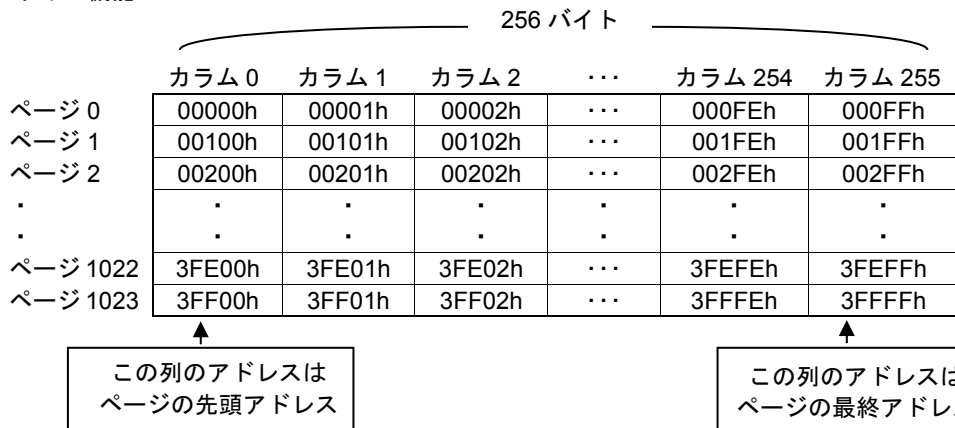 256 バイト
カラム 0 カラム 1 カラム 2 ･･･ カラム 254 カラム 255
ページ 0 00000h 00001h 00002h ･･･ 000FEh 000FFh
ページ 1 00100h 00101h 00102h ･･･ 001FEh 001FFh
ページ 2 00200h 00201h 00202h ･･･ 002FEh 002FFh
・ ・ ・ ・ ・ ・ ・
・ ・ ・ ・ ・ ・ ・
ページ 1022 3FE00h 3FE01h 3FE02h ･･･ 3FEFEh 3FEFFh
ページ 1023 3FF00h 3FF01h 3FF02h ･･･ 3FFFEh 3FFFFh
この列のアドレスは
ページの先頭アドレス
この列のアドレスは
ページの最終アドレス